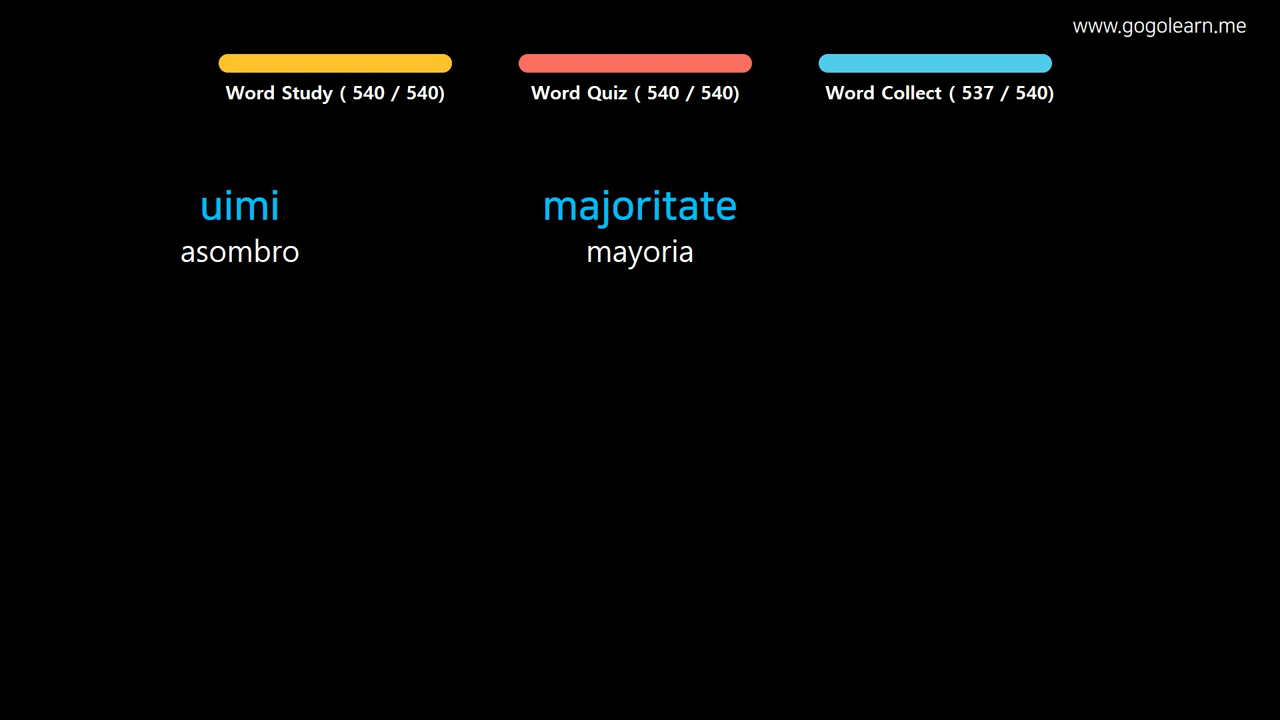 www.gogolearn.me
Word Study ( 540 / 540)
Word Quiz ( 540 / 540)
Word Collect ( 537 / 540)
uimi
asombro
majoritate
mayoria